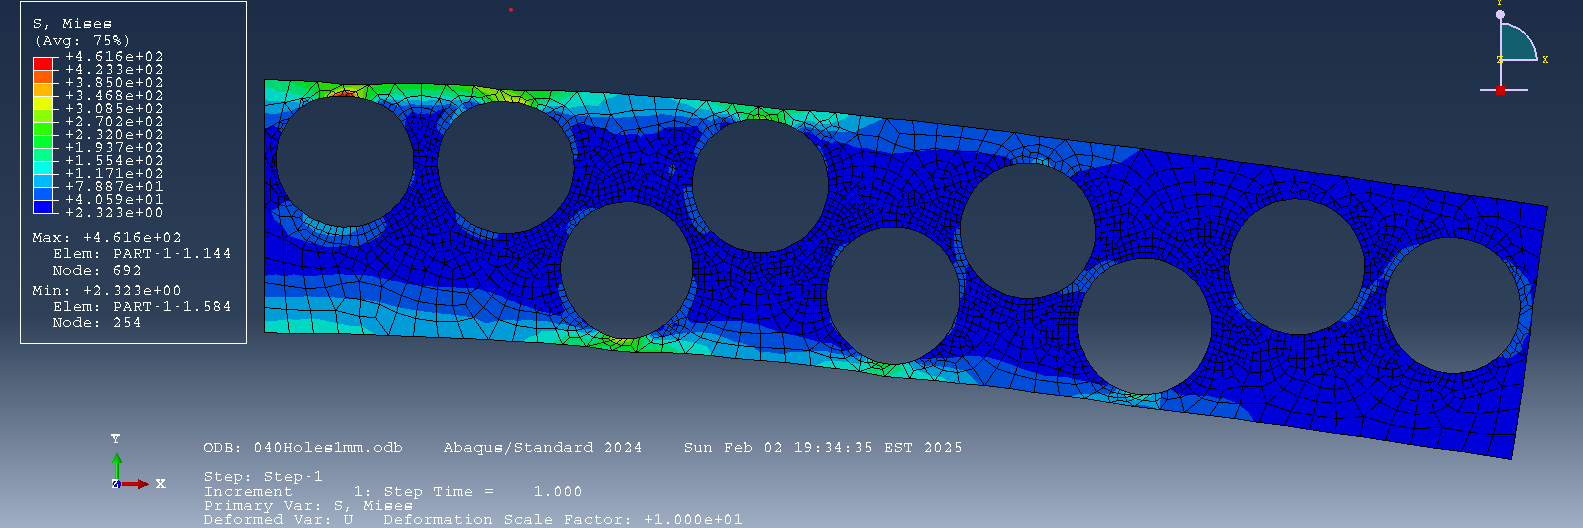 S, Mises
(Avg: 75%)
+4.616e+02
+4.233e+02
+3.850e+02
+3.468e+02
+3.085e+02
+2.702e+02
+2.320e+02
+1.937e+02
+1.554e+02
+1.171e+02
+7.887e+01
+4.059e+01
+2.323e+00
Max: +4.616e+02
Elem: PART-1-1.144
Node: 692
Min: +2.323e+00
Elem: PART-1-1.584
Node: 254
Y
Z X
Y
Z X
ODB: 040Holes1mm.odb Abaqus/Standard 2024 Sun Feb 02 19:34:35 EST 2025
Step: Step-1
Increment 1: Step Time = 1.000
Primary Var: S, Mises
Deformed Var: U Deformation Scale Factor: +1.000e+01